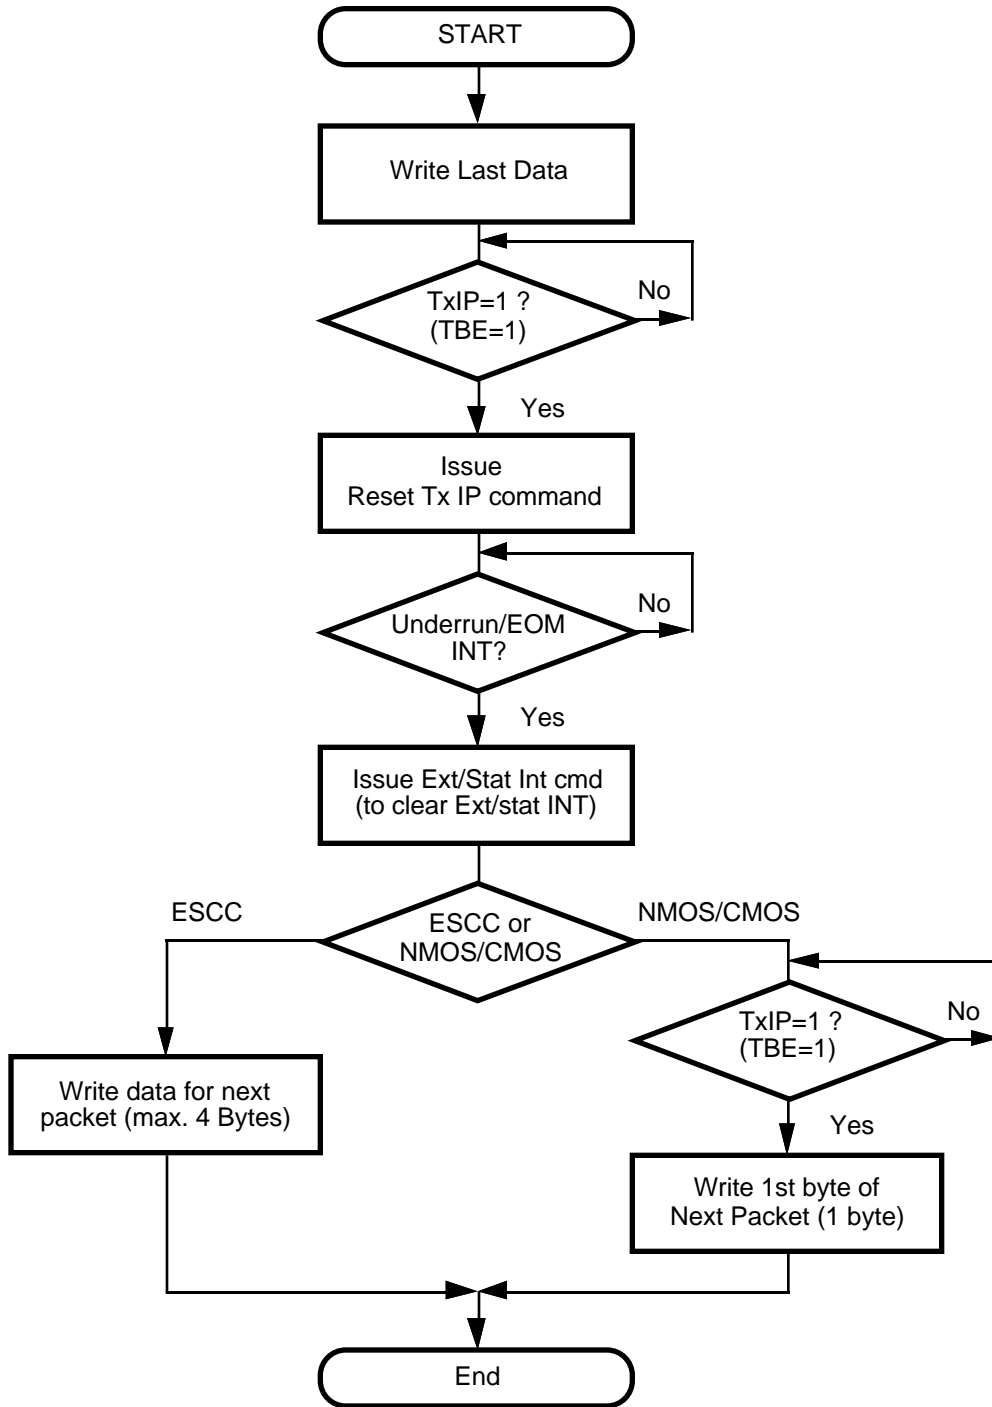 START
Write Last Data
TxIP=1 ?
(TBE=1)
No
Yes
Issue
Reset Tx IP command
Underrun/EOM
INT?
No
Yes
Issue Ext/Stat Int cmd
(to clear Ext/stat INT)
ESCC
ESCC or
NMOS/CMOS
NMOS/CMOS
TxIP=1 ?
(TBE=1)
No
Yes
Write data for next
packet (max. 4 Bytes)
Write 1st byte of
Next Packet (1 byte)
End